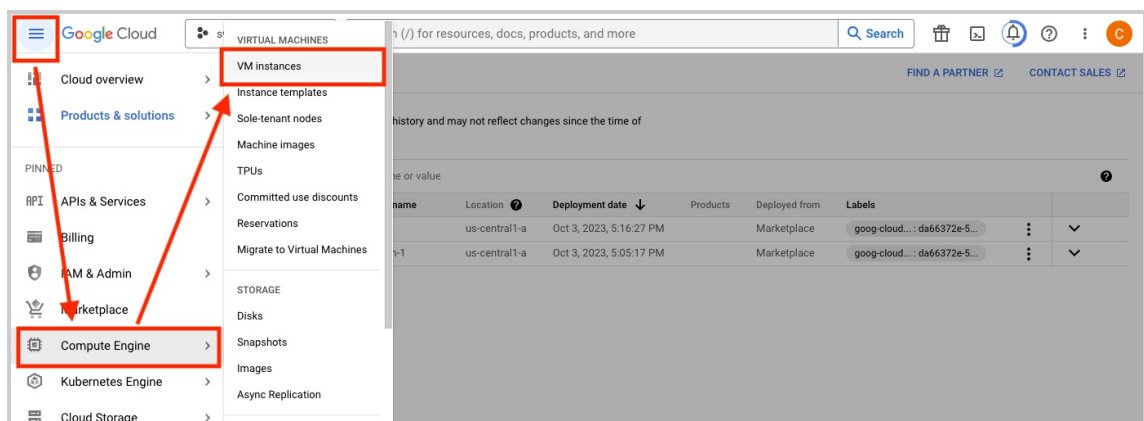 Google Cloud
(/) for resources, docs, products, and more
Search
C
Cloud overview
Products & solutions
PINNED
API APIs & Services
Billing
IAM & Admin
Marketplace
Compute Engine
Kubernetes Engine
Cloud Storage
VIRTUAL MACHINES
VM instances
Instance templates
Sole-tenant nodes
Machine images
TPUs
Committed use discounts
Reservations
Migrate to Virtual Machines
STORAGE
Disks
Snapshots
Images
Async Replication
FIND A PARTNER
CONTACT SALES
history and may not reflect changes since the time of
or value
name Location Deployment date Products Deployed from Labels
us-central1-a Oct 3, 2023, 5:16:27 PM Marketplace goog-cloud... : da66372e-5...
-1 us-central1-a Oct 3, 2023, 5:05:17 PM Marketplace goog-cloud... : da66372e-5...